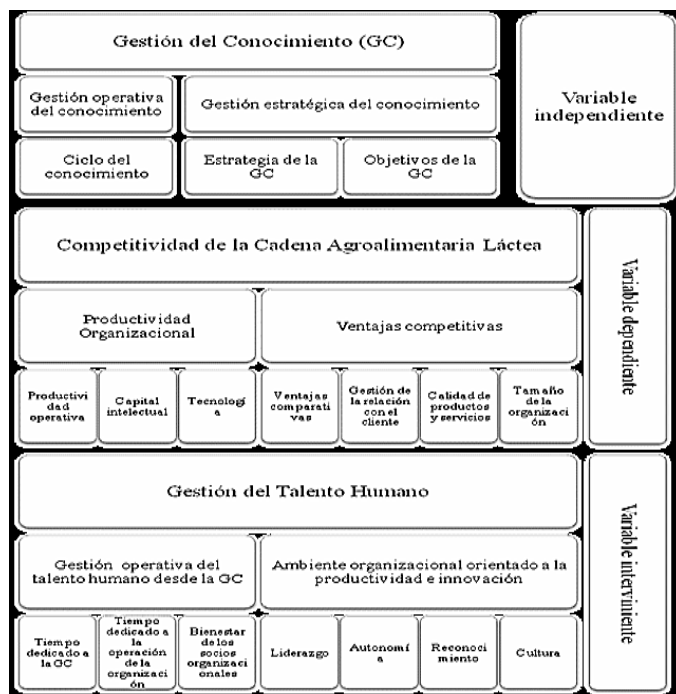 Gestión del Conocimiento (GC)
Gestión operativa
del conocimiento
Gestión estratégica del conocimiento
Variable
independiente
Ciclo del
conocimiento
Estrategia de la
GC
Objetivos de la
GC
Competitividad de la Cadena Agroalimentaria Láctea
Variable dependiente
Productividad
Organizacional
Ventajas competitivas
Productivi
dad
operativa
Capital
intelectual
Tecnologí
a
Ventajas
comparati
vas
Gestión de
la relación
con el
cliente
Calidad de
productos
y servicios
Tamaño
de la
organizaci
ón
Gestión del Talento Humano
Variable interviniente
Gestión operativa del
talento humano desde la GC
Ambiente organizacional orientado a la
productividad e innovación
Tiempo
dedicado a
la GC
Tiempo
dedicado a
la
operación
de la
organizaci
ón
Bienestar
de los
socios
organizaci
onales
Liderazgo
Autonomí
a
Reconoci
miento
Cultura